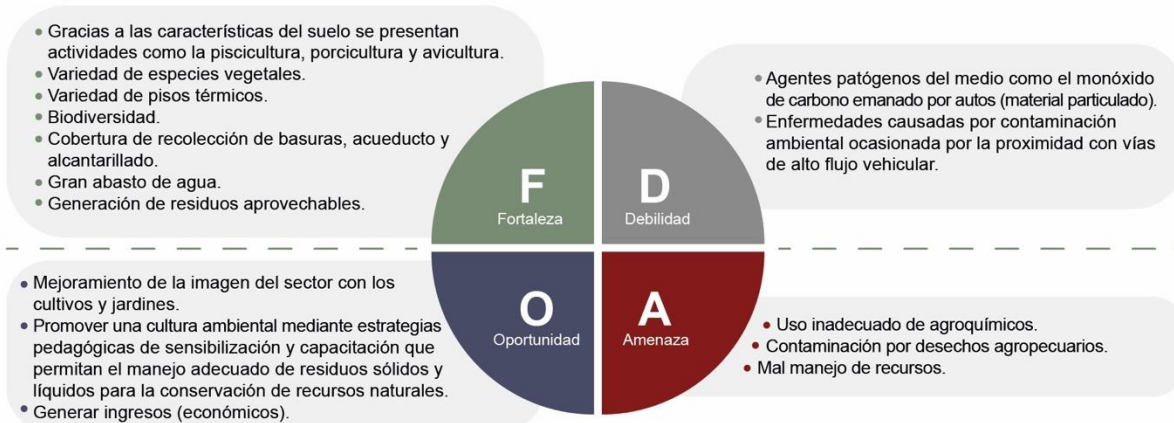 • Gracias a las características del suelo se presentan
actividades como la piscicultura, porcicultura y avicultura.
• Variedad de especies vegetales.
• Variedad de pisos térmicos.
• Biodiversidad.
• Cobertura de recolección de basuras, acueducto y
alcantarillado.
• Gran abasto de agua.
• Generación de residuos aprovechables.
F
Fortaleza
D
Debilidad
• Agentes patógenos del medio como el monóxido
de carbono emanado por autos (material particulado).
• Enfermedades causadas por contaminación
ambiental ocasionada por la proximidad con vías
de alto flujo vehicular.
• Mejoramiento de la imagen del sector con los
cultivos y jardines.
• Promover una cultura ambiental mediante estrategias
pedagógicas de sensibilización y capacitación que
permitan el manejo adecuado de residuos sólidos y
líquidos para la conservación de recursos naturales.
• Generar ingresos (económicos).
O
Oportunidad
A
Amenaza
• Uso inadecuado de agroquímicos.
• Contaminación por desechos agropecuarios.
• Mal manejo de recursos.